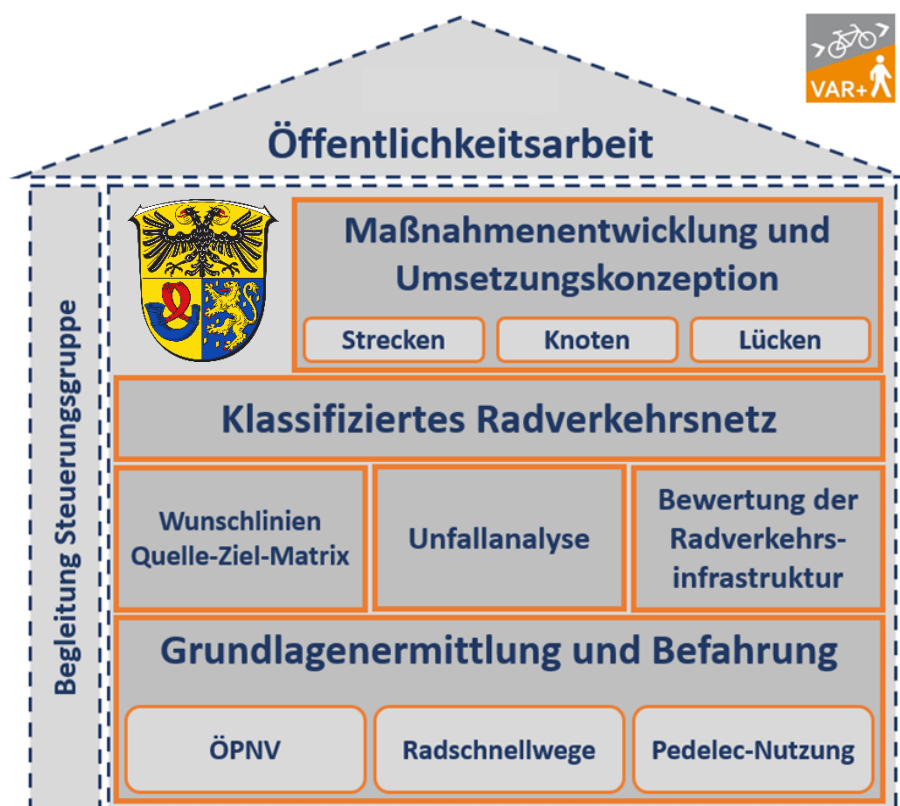 VAR+
Öffentlichkeitsarbeit
Begleitung Steuerungsgruppe
Maßnahmenentwicklung und
Umsetzungskonzeption
Strecken
Knoten
Lücken
Klassifiziertes Radverkehrsnetz
Wunschlinien
Quelle-Ziel-Matrix
Unfallanalyse
Bewertung der
Radverkehrs-
infrastruktur
Grundlagenermittlung und Befahrung
ÖPNV
Radschnellwege
Pedelec-Nutzung